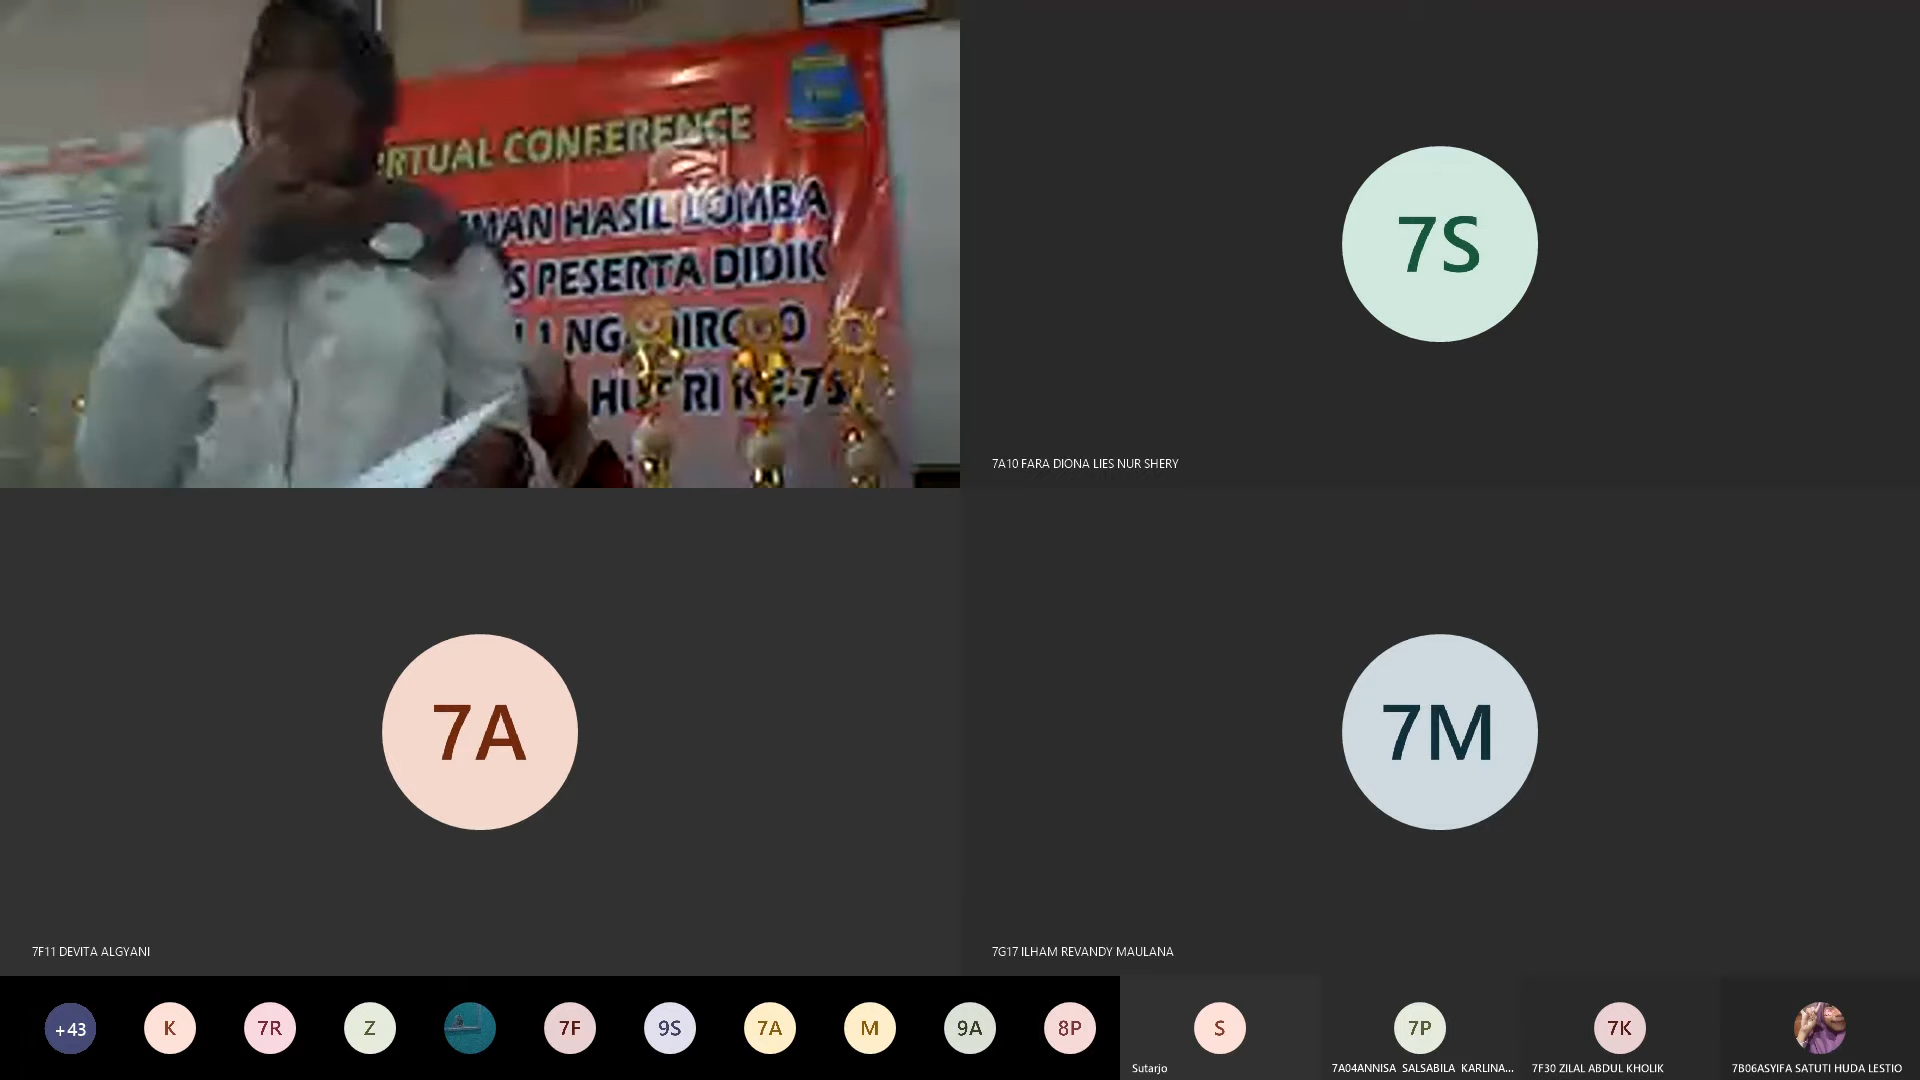 CONFERENCE
HASIL LOMBA
PESERTA DIDIK
7S
7A10 FARA DIONA LIES NUR SHERY
7A
7F11 DEVITA ALGYANI
7M
7G17 ILHAM REVANDY MAULANA
+43
K
7R
Z
7F
9S
7A
M
9A
8P
S
Sutarjo
7P
7A04ANNISA SALSABILA KARLINA...
7K
7F30 ZILAL ABDUL KHOLIK
7B06ASYIFA SATUTI HUDA LESTIO